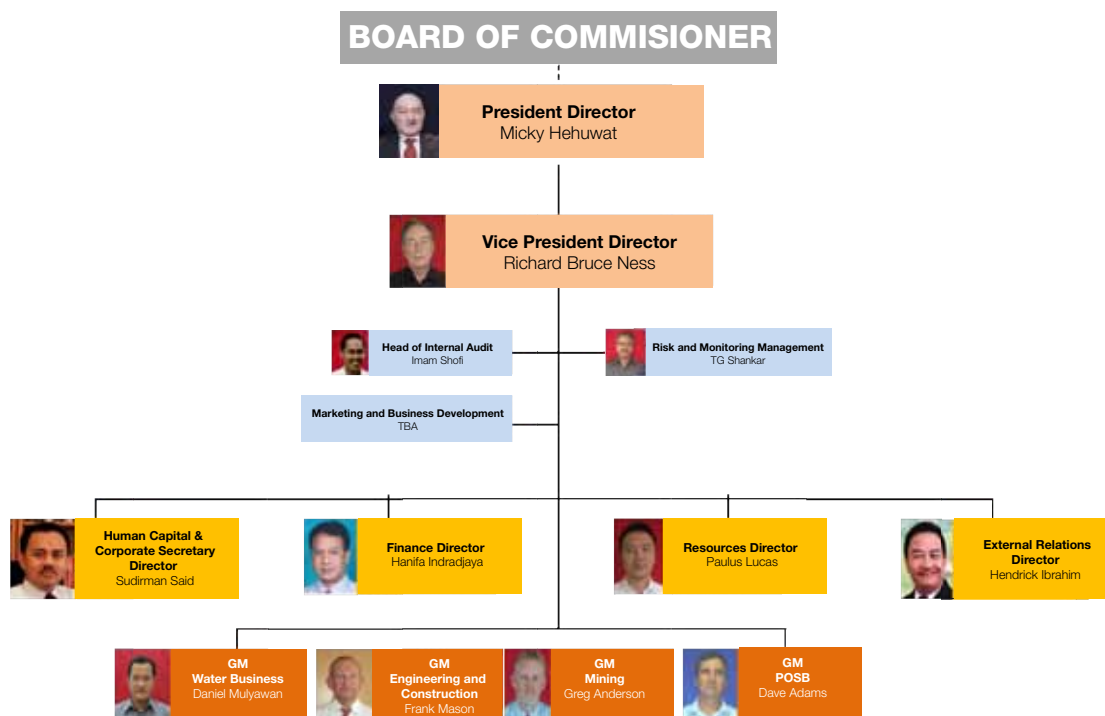 BOARD OF COMMISIONER
President Director
Micky Hehuwat
Vice President Director
Richard Bruce Ness
Head of Internal Audit
Imam Shofi
Risk and Monitoring Management
TG Shankar
Marketing and Business Development
TBA
Human Capital &
Corporate Secretary
Director
Sudirman Said
Finance Director
Hanifa Indradjaya
Resources Director
Paulus Lucas
External Relations
Director
Hendrick Ibrahim
GM
Water Business
Daniel Mulyawan
GM
Engineering and
Construction
Frank Mason
GM
Mining
Greg Anderson
GM
POSB
Dave Adams